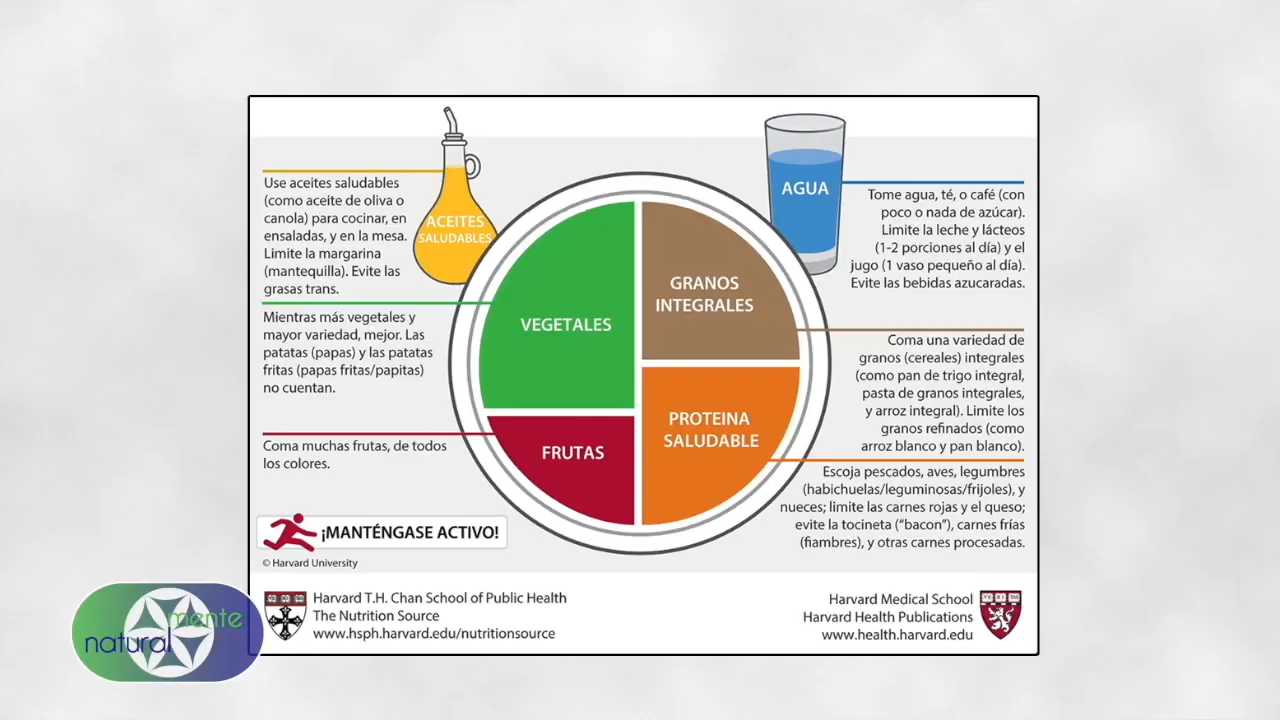 Use aceites saludables
(como aceite de oliva o
canola) para cocinar, en
ensaladas, y en la mesa.
Limite la margarina
(mantequilla). Evite las
grasas trans.
ACEITES
SALUDABLES
AGUA
Tome agua, té, o café (con
poco o nada de azúcar).
Limite la leche y lácteos
(1-2 porciones al día) y el
jugo (1 vaso pequeño al día).
Evite las bebidas azucaradas.
Mientras más vegetales y
mayor variedad, mejor. Las
patatas (papas) y las patatas
fritas (papas fritas/papitas)
no cuentan.
VEGETALES
GRANOS
INTEGRALES
Coma una variedad de
granos (cereales) integrales
(como pan de trigo integral,
pasta de granos integrales,
y arroz integral). Limite los
granos refinados (como
arroz blanco y pan blanco).
Coma muchas frutas, de todos
los colores.
FRUTAS
PROTEINA
SALUDABLE
Escoja pescados, aves, legumbres
(habichuelas/leguminosas/frijoles), y
nueces; limite las carnes rojas y el queso;
evite la tocineta (“bacon”), carnes frías
(fiambres), y otras carnes procesadas.
¡MANTÉNGASE ACTIVO!
© Harvard University
Harvard T.H. Chan School of Public Health
The Nutrition Source
www.hsph.harvard.edu/nutritionsource
Harvard Medical School
Harvard Health Publications
www.health.harvard.edu
natural
mente